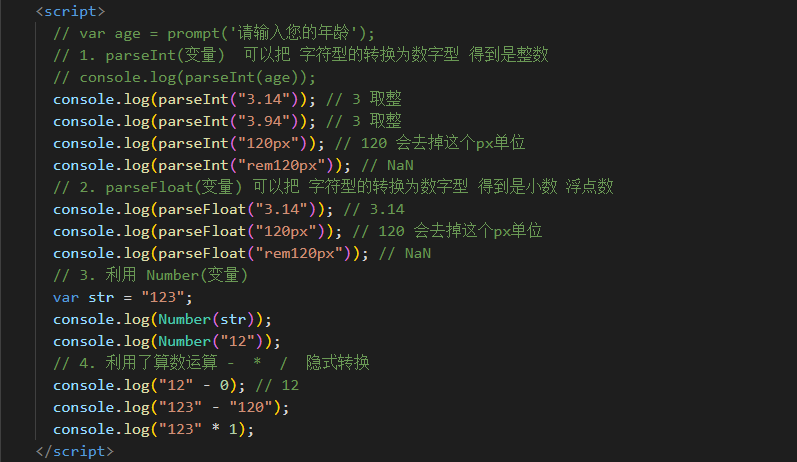 <script>
// var age = prompt('请输入您的年龄');
// 1. parseInt(变量)  可以把 字符型的转换为数字型 得到是整数
// console.log(parseInt(age));
console.log(parseInt("3.14")); // 3 取整
console.log(parseInt("3.94")); // 3 取整
console.log(parseInt("120px")); // 120 会去掉这个px单位
console.log(parseInt("rem120px")); // NaN
// 2. parseFloat(变量) 可以把 字符型的转换为数字型 得到是小数 浮点数
console.log(parseFloat("3.14")); // 3.14
console.log(parseFloat("120px")); // 120 会去掉这个px单位
console.log(parseFloat("rem120px")); // NaN
// 3. 利用 Number(变量)
var str = "123";
console.log(Number(str));
console.log(Number("12"));
// 4. 利用了算数运算 -  *  /  隐式转换
console.log("12" - 0); // 12
console.log("123" - "120");
console.log("123" * 1);
</script>